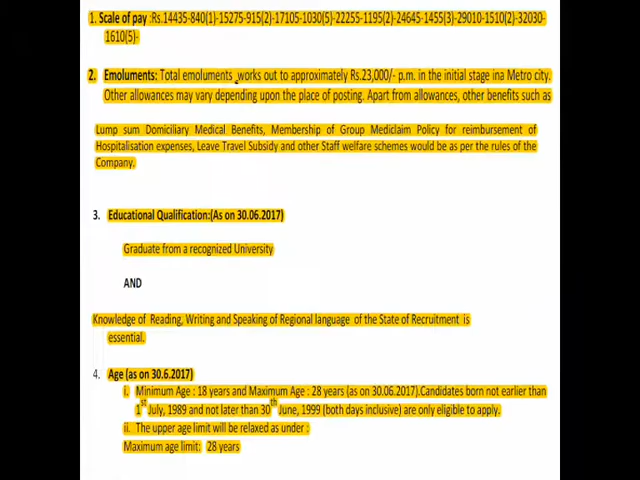 1. Scale of pay :Rs.14435-840(1)-15275-915(2)-17105-1030(5)-22255-1195(2)-24645-1455(3)-29010-1510(2)-32030-
1610(5)-
2. Emoluments: Total emoluments works out to approximately Rs.23,000/- p.m. in the initial stage ina Metro city.
Other allowances may vary depending upon the place of posting. Apart from allowances, other benefits such as
Lump sum Domiciliary Medical Benefits, Membership of Group Mediclaim Policy for reimbursement of
Hospitalisation expenses, Leave Travel Subsidy and other Staff welfare schemes would be as per the rules of the
Company.
3. Educational Qualification:(As on 30.06.2017)
Graduate from a recognized University
AND
Knowledge of Reading, Writing and Speaking of Regional language of the State of Recruitment is
essential.
4. Age (as on 30.6.2017)
i. Minimum Age : 18 years and Maximum Age : 28 years (as on 30.06.2017).Candidates born not earlier than
1st July, 1989 and not later than 30th June, 1999 (both days inclusive) are only eligible to apply.
ii. The upper age limit will be relaxed as under :
Maximum age limit: 28 years